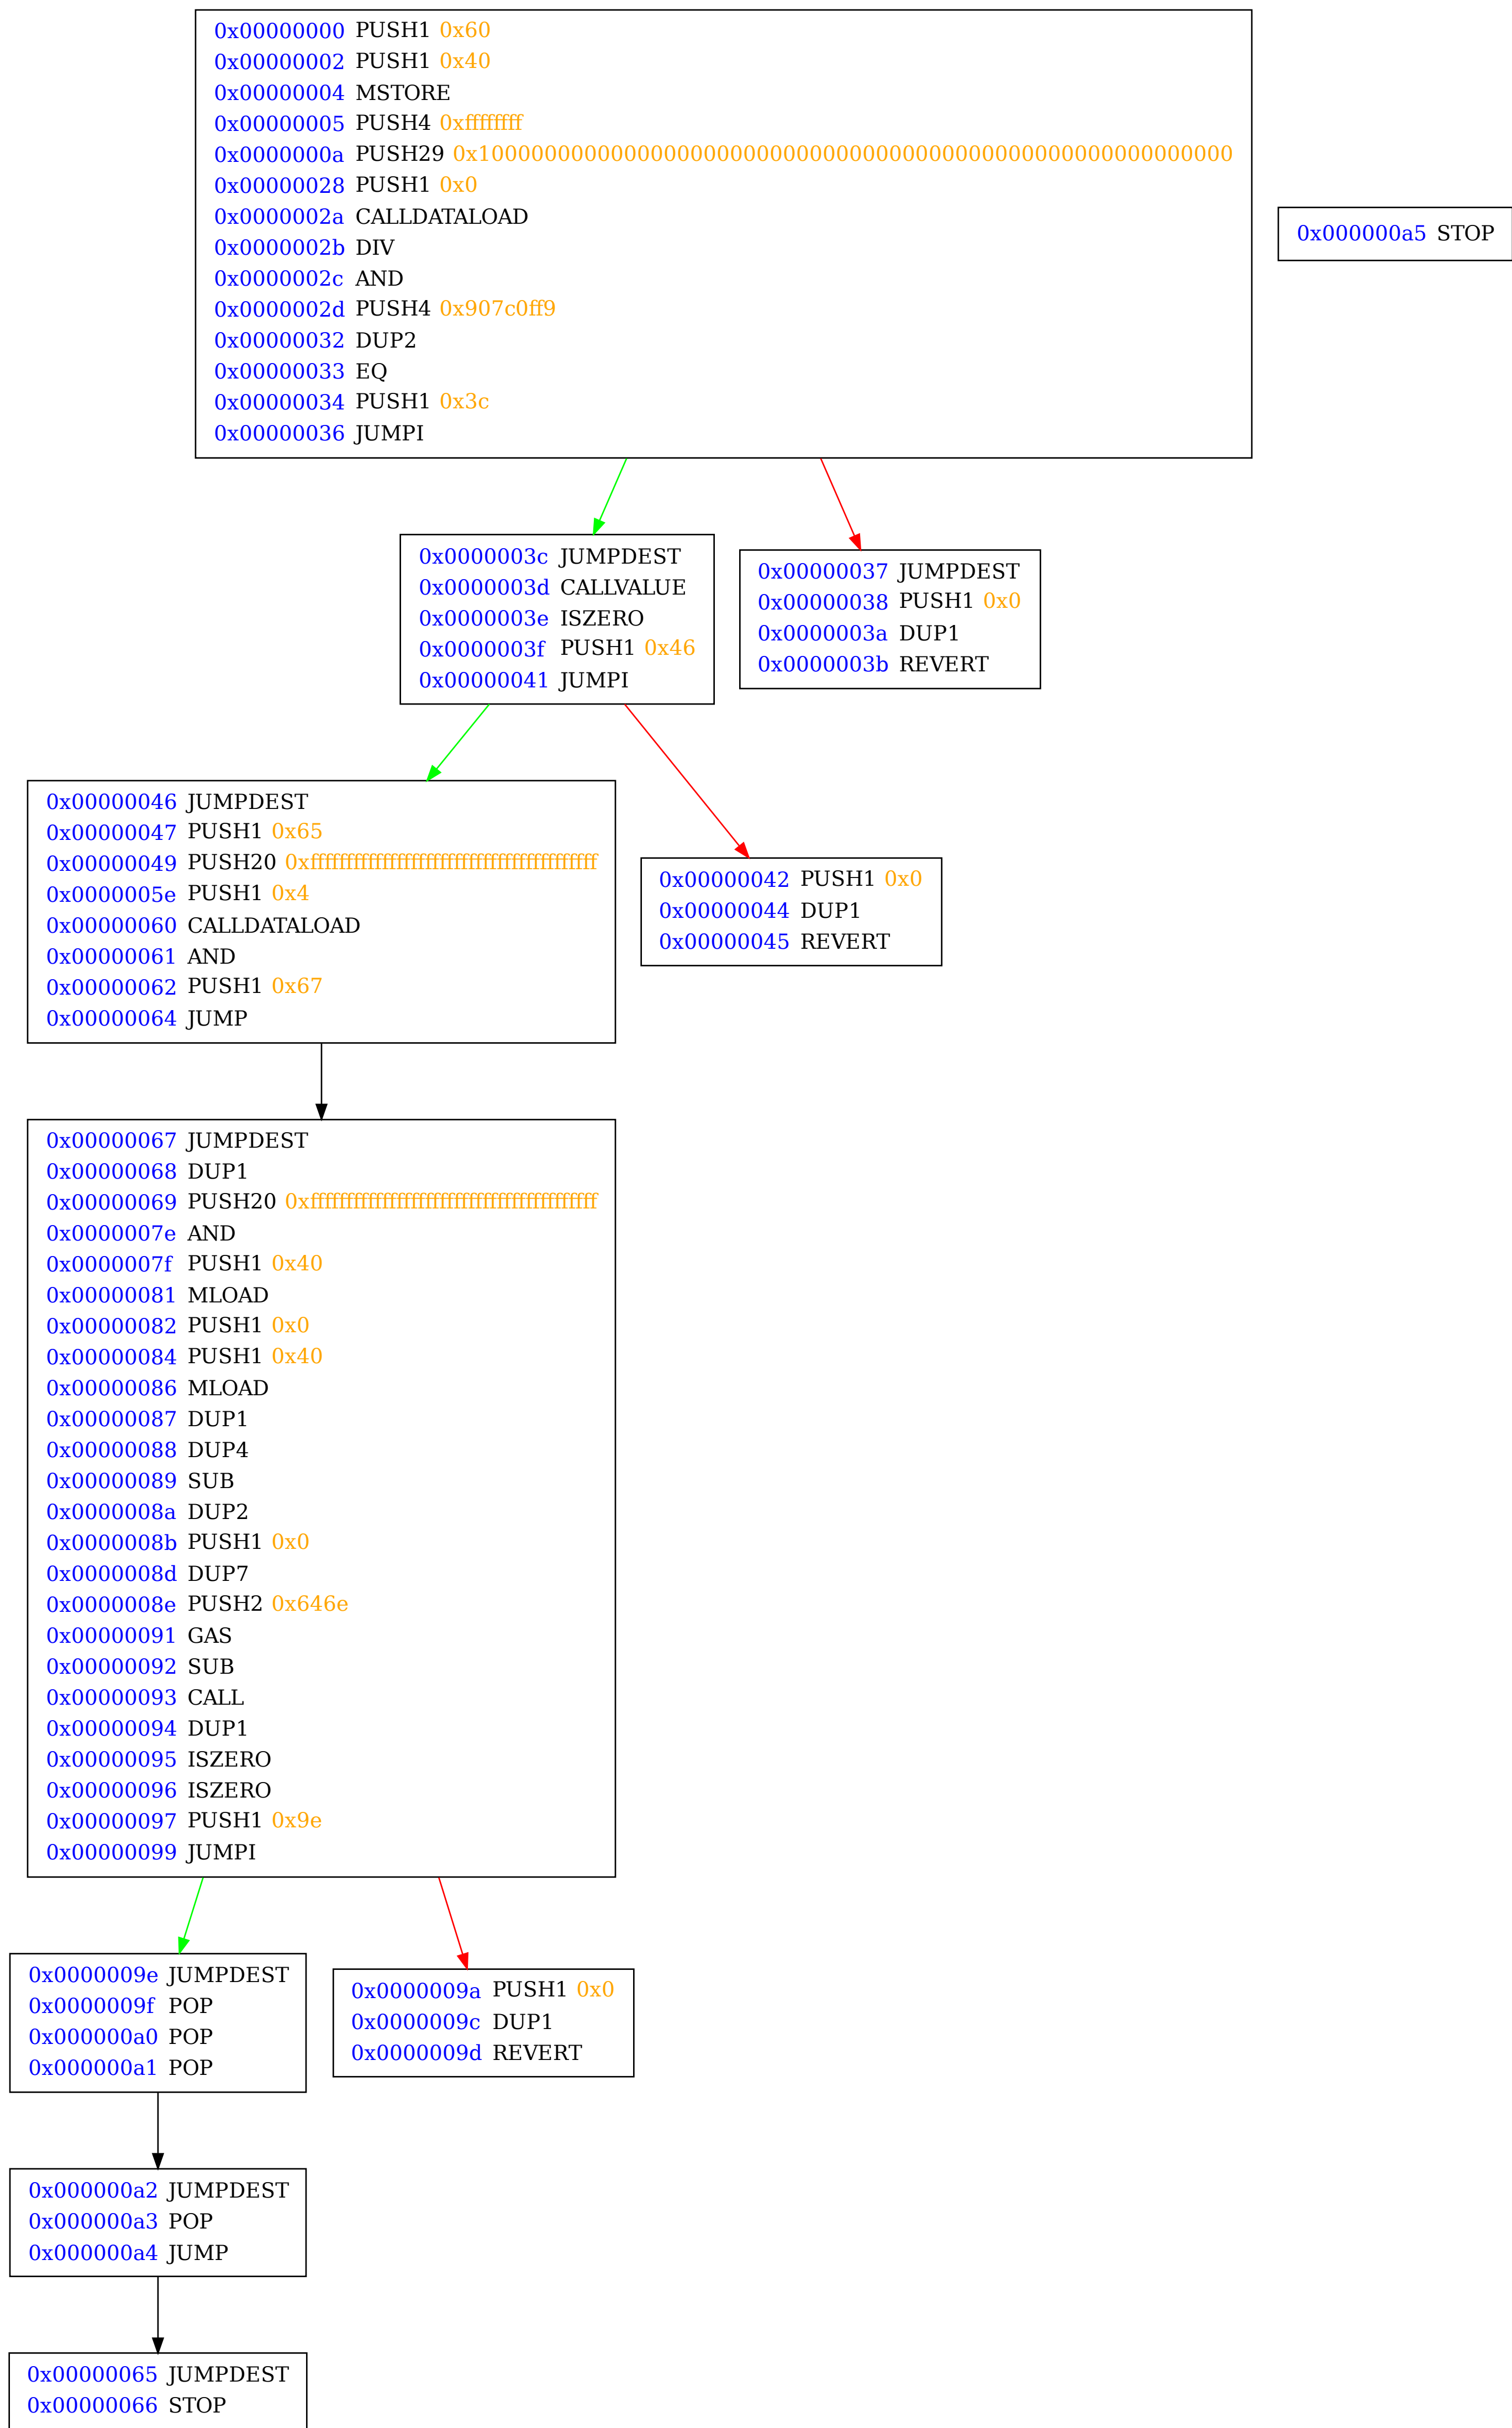 0x00000000 PUSH1 0x60
0x00000002 PUSH1 0x40
0x00000004 MSTORE
0x00000005 PUSH4 0xffffffff
0x0000000a PUSH29 0x100000000000000000000000000000000000000000000000000000000
0x00000028 PUSH1 0x0
0x0000002a CALLDATALOAD
0x0000002b DIV
0x0000002c AND
0x0000002d PUSH4 0x907c0ff9
0x00000032 DUP2
0x00000033 EQ
0x00000034 PUSH1 0x3c
0x00000036 JUMPI
0x000000a5 STOP
0x0000003c JUMPDEST
0x0000003d CALLVALUE
0x0000003e ISZERO
0x0000003f PUSH1 0x46
0x00000041 JUMPI
0x00000037 JUMPDEST
0x00000038 PUSH1 0x0
0x0000003a DUP1
0x0000003b REVERT
0x00000046 JUMPDEST
0x00000047 PUSH1 0x65
0x00000049 PUSH20 0xffffffffffffffffffffffffffffffffffffffff
0x0000005e PUSH1 0x4
0x00000060 CALLDATALOAD
0x00000061 AND
0x00000062 PUSH1 0x67
0x00000064 JUMP
0x00000042 PUSH1 0x0
0x00000044 DUP1
0x00000045 REVERT
0x00000067 JUMPDEST
0x00000068 DUP1
0x00000069 PUSH20 0xffffffffffffffffffffffffffffffffffffffff
0x0000007e AND
0x0000007f PUSH1 0x40
0x00000081 MLOAD
0x00000082 PUSH1 0x0
0x00000084 PUSH1 0x40
0x00000086 MLOAD
0x00000087 DUP1
0x00000088 DUP4
0x00000089 SUB
0x0000008a DUP2
0x0000008b PUSH1 0x0
0x0000008d DUP7
0x0000008e PUSH2 0x646e
0x00000091 GAS
0x00000092 SUB
0x00000093 CALL
0x00000094 DUP1
0x00000095 ISZERO
0x00000096 ISZERO
0x00000097 PUSH1 0x9e
0x00000099 JUMPI
0x0000009e JUMPDEST
0x0000009f POP
0x000000a0 POP
0x000000a1 POP
0x0000009a PUSH1 0x0
0x0000009c DUP1
0x0000009d REVERT
0x000000a2 JUMPDEST
0x000000a3 POP
0x000000a4 JUMP
0x00000065 JUMPDEST
0x00000066 STOP